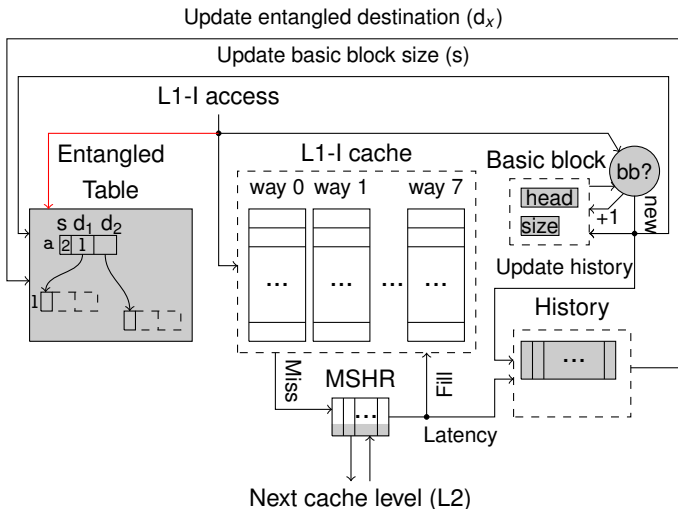 Update entangled destination (dₓ)
Update basic block size (s)
L1-I access
Entangled
Table
s d₁ d₂
a 2 l
l
L1-I cache
way 0 way 1 way 7
... ... ... ...
Miss
Fill
MSHR
...
Latency
Next cache level (L2)
Basic block
head
size
bb?
+1
new
Update history
History
...